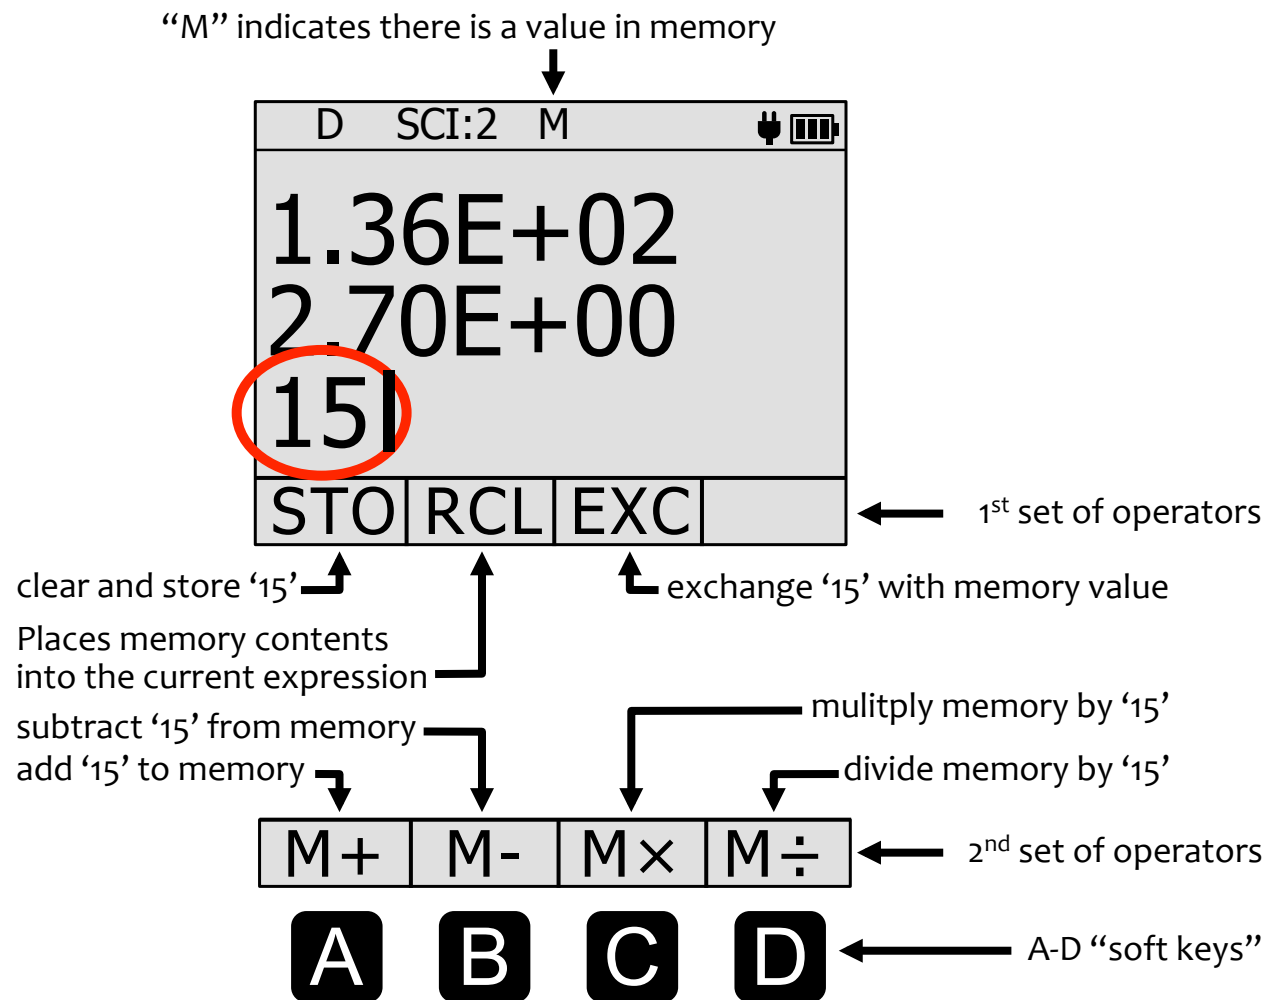 “M” indicates there is a value in memory
D SCI:2 M
1.36E+02
2.70E+00
15
STO RCL EXC
1st set of operators
clear and store ‘15’
exchange ‘15’ with memory value
Places memory contents
into the current expression
subtract ‘15’ from memory
mulitply memory by ‘15’
add ‘15’ to memory
divide memory by ‘15’
M+ M- M× M÷
2nd set of operators
A B C D
A-D “soft keys”